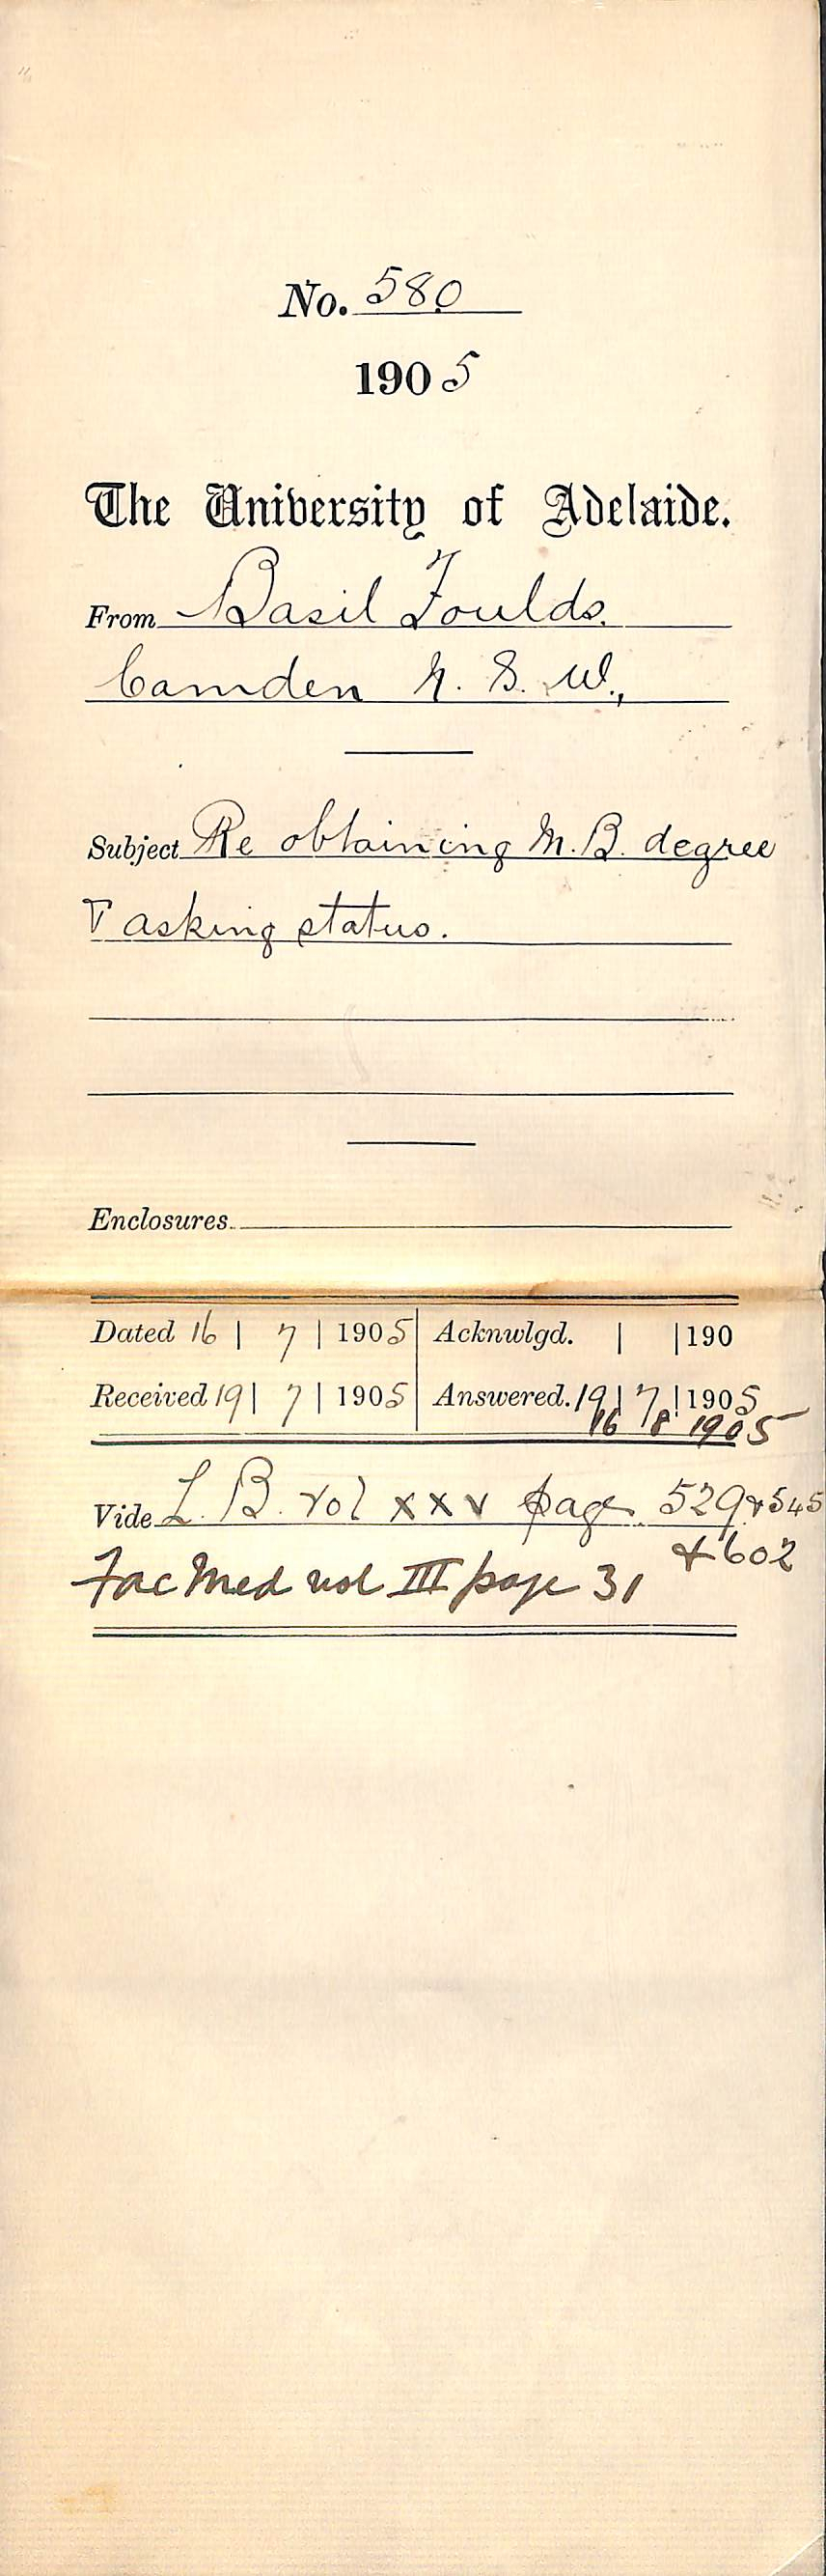 No. 580
1905
The University of Adelaide.
From Basil Foulds.
Camden N. S. W.,
Subject Re obtaining M.B. degree
& asking status.
Enclosures
Dated 16 | 7 | 1905 | Acknwlgd. | | 190
Received 19 | 7 | 1905 | Answered. 19 | 7 | 1905
16 8 1905
Vide L. B. vol xxv page 529 & 545
& 602
Fac Med vol III page 31